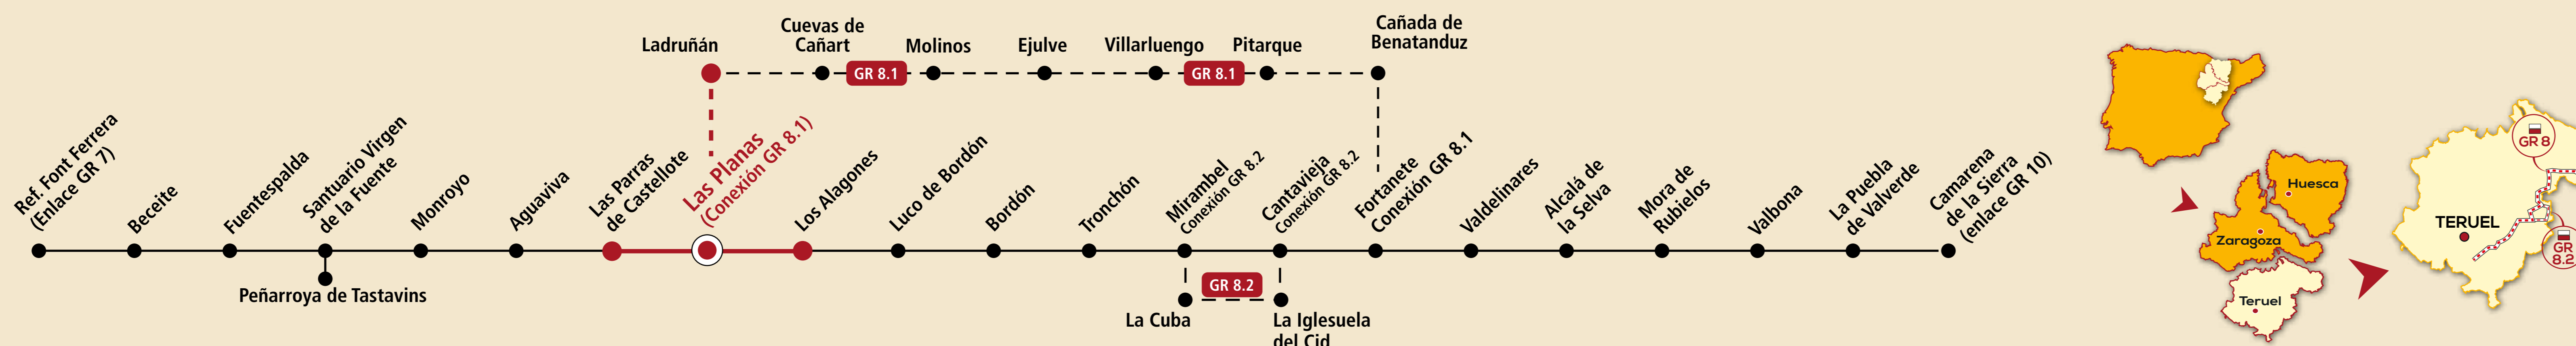 Ladruñán
Cuevas de
Cañart
GR 8.1
Molinos
Ejulve
Villarluengo
GR 8.1
Pitarque
Cañada de
Benatanduz
Ref. Font Ferrera
(Enlace GR 7)
Beceite
Fuentespalda
Santuario Virgen
de la Fuente
Peñarroya de Tastavins
Monroyo
Aguaviva
Las Parras
de Castellote
Las Planas
(Conexión GR 8.1)
Los Alagones
Luco de Bordón
Bordón
Tronchón
Mirambel
Conexión GR 8.2
Cantavieja
Conexión GR 8.2
La Cuba
GR 8.2
La Iglesuela
del Cid
Fortanete
Conexión GR 8.1
Valdelinares
Alcalá de
la Selva
Mora de
Rubielos
Valbona
La Puebla
de Valverde
Camarena
de la Sierra
(enlace GR 10)
Huesca
Zaragoza
Teruel
GR 8
TERUEL
GR
8.2